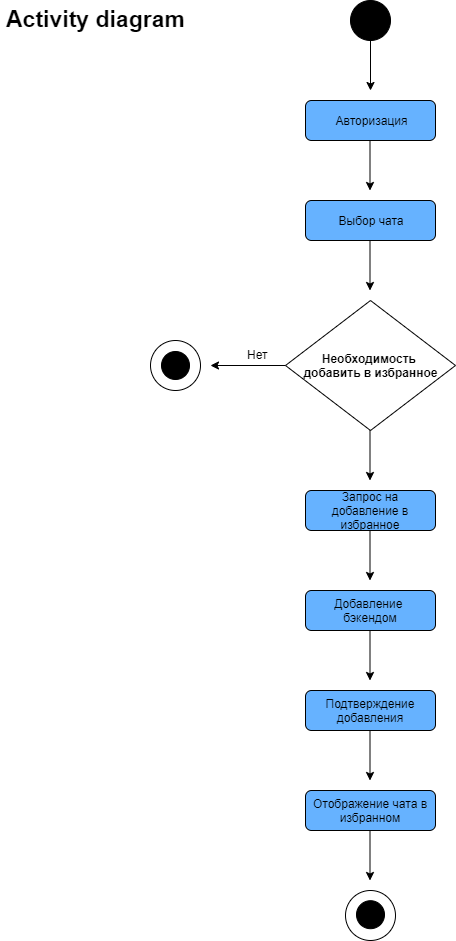 Activity diagram
Авторизация
Выбор чата
Нет
Необходимость
добавить в избранное
Запрос на
добавление в
избранное
Добавление
бэкендом
Подтверждение
добавления
Отображение чата в
избранном